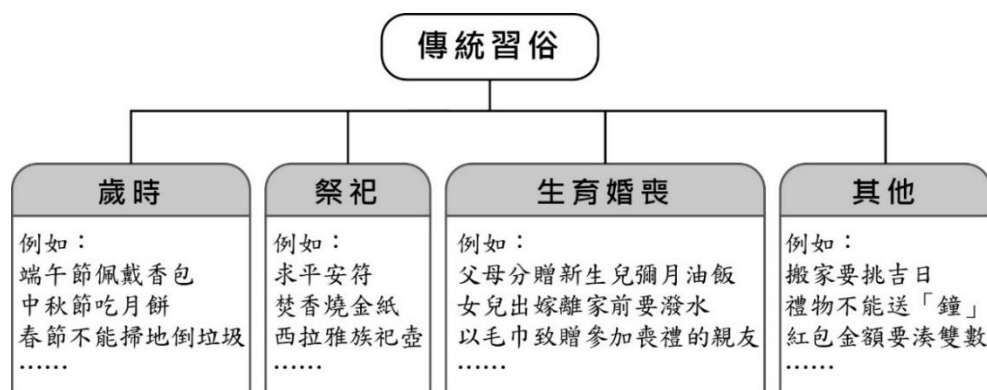 傳統習俗
歲時
例如：
端午節佩戴香包
中秋節吃月餅
春節不能掃地倒垃圾
……
祭祀
例如：
求平安符
焚香燒金紙
西拉雅族祀壺
……
生育婚喪
例如：
父母分贈新生兒彌月油飯
女兒出嫁離家前要潑水
以毛巾致贈參加喪禮的親友
……
其他
例如：
搬家要挑吉日
禮物不能送「鐘」
紅包金額要湊雙數
……